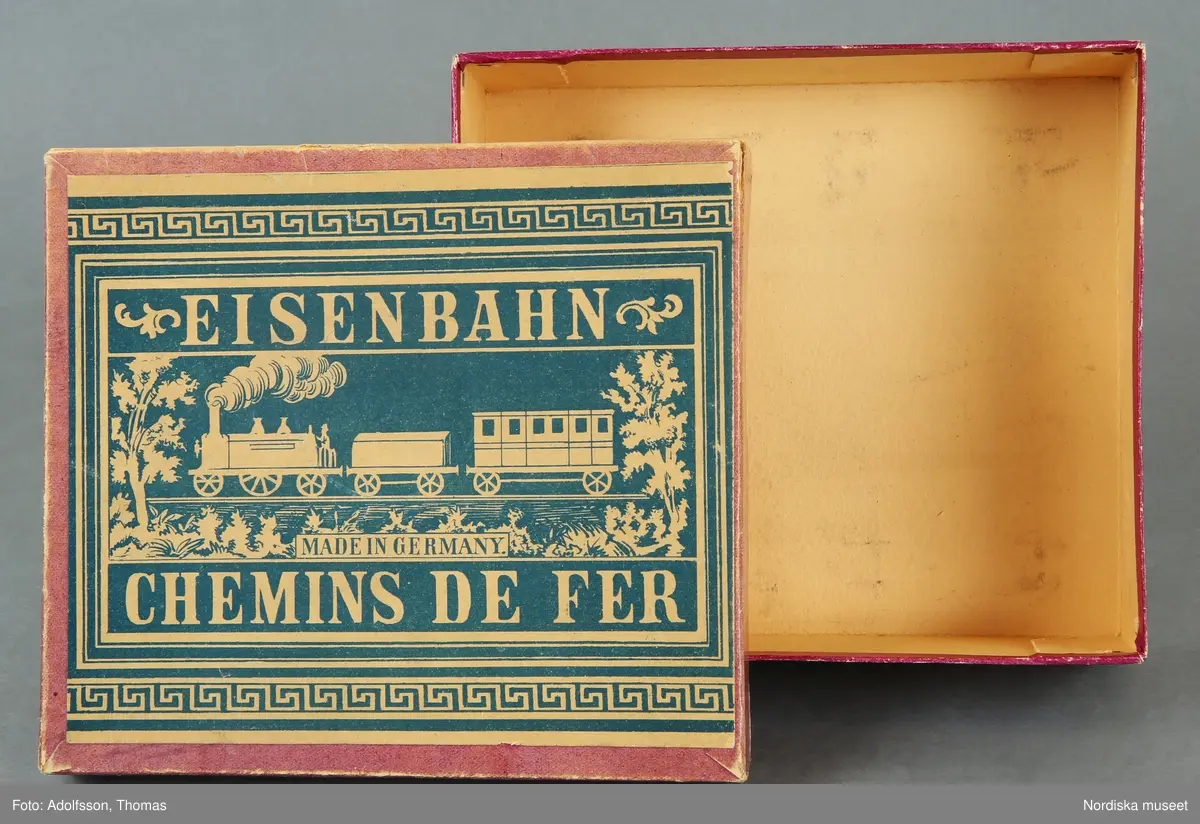 EISENBAHN
MADE IN GERMANY.
CHEMINS DE FER
Foto: Adolfsson, Thomas
Nordiska museet